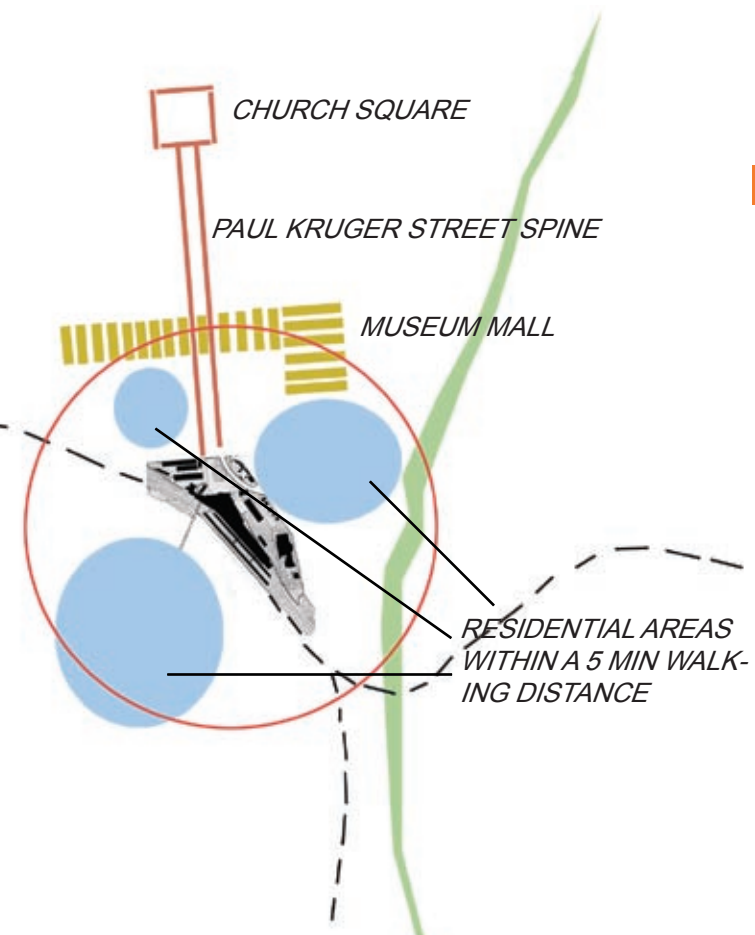 CHURCH SQUARE
PAUL KRUGER STREET SPINE
MUSEUM MALL
RESIDENTIAL AREAS
WITHIN A 5 MIN WALK-
ING DISTANCE